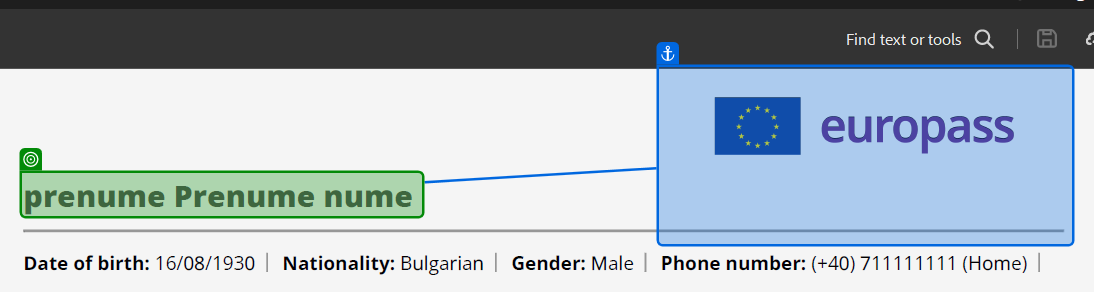 Find text or tools
europass
prenume Prenume nume
Date of birth: 16/08/1930 | Nationality: Bulgarian | Gender: Male | Phone number: (+40) 711111111 (Home) |